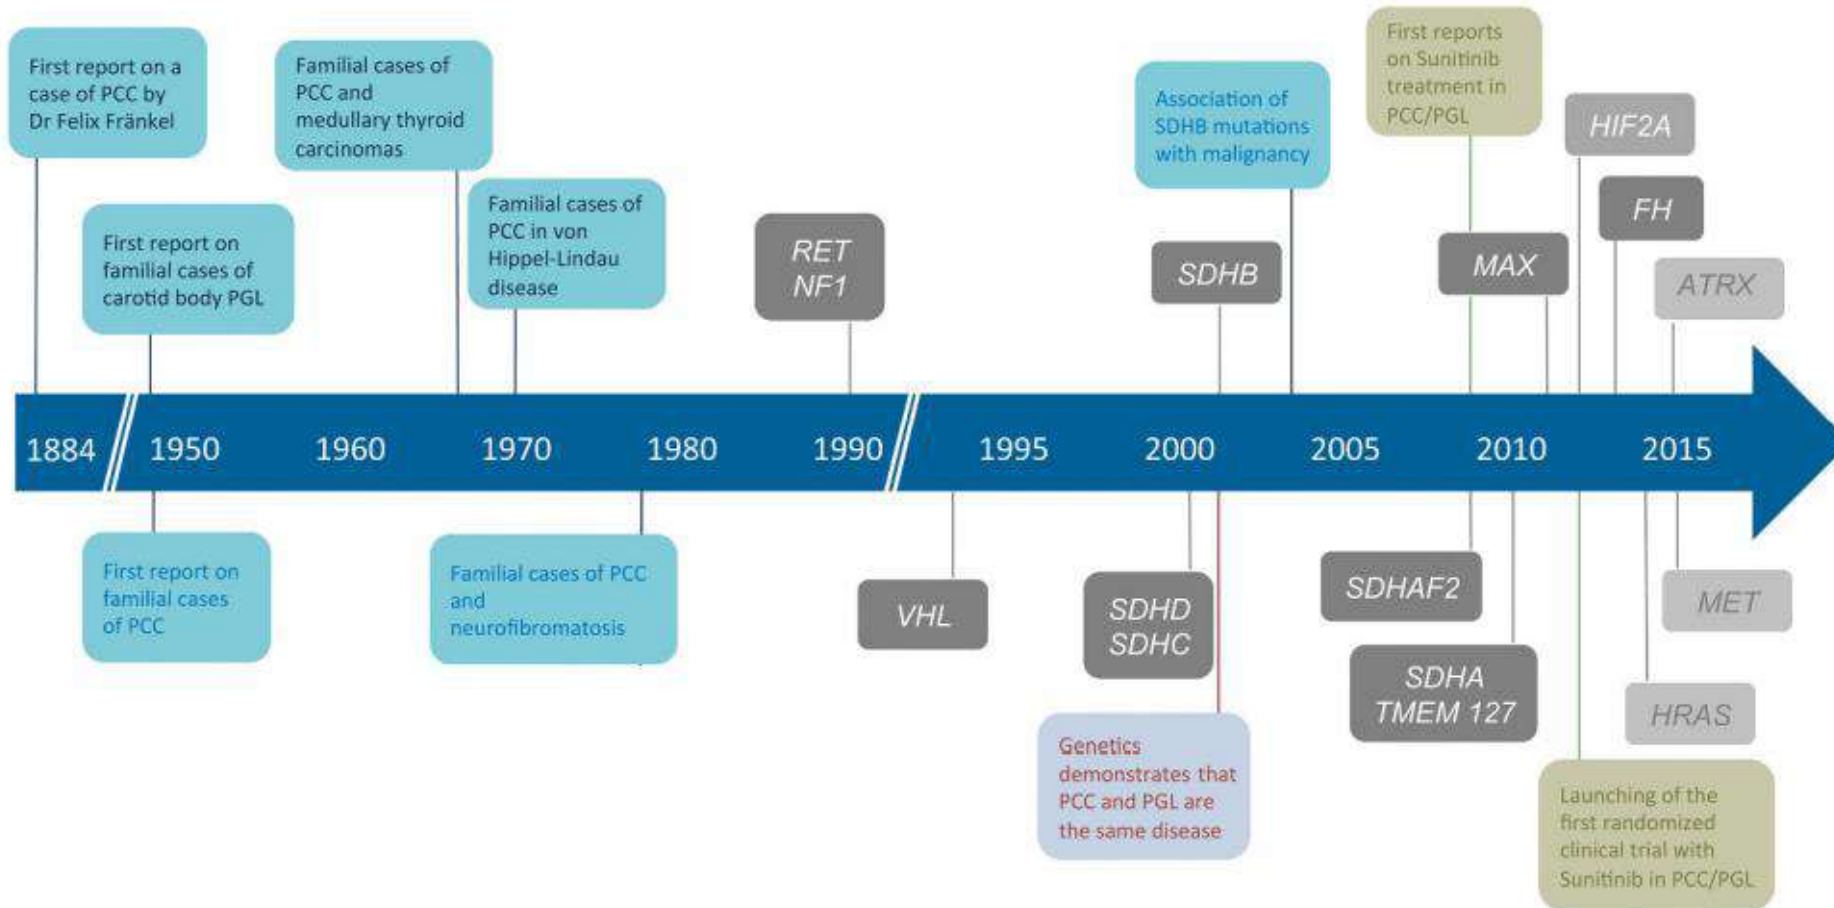 First report on a
case of PCC by
Dr Felix Fränkel
First report on
familial cases of
carotid body PGL
Familial cases of
PCC and
medullary thyroid
carcinomas
Familial cases of
PCC in von
Hippel-Lindau
disease
RET
NF1
Association of
SDHB mutations
with malignancy
SDHB
First reports
on Sunitinib
treatment in
PCC/PGL
MAX
HIF2A
FH
ATRX
1884 1950 1960 1970 1980 1990 1995 2000 2005 2010 2015
First report on
familial cases
of PCC
Familial cases of PCC
and
neurofibromatosis
VHL
SDHD
SDHC
Genetics
demonstrates that
PCC and PGL are
the same disease
SDHAF2
SDHA
TMEM 127
MET
HRAS
Launching of the
first randomized
clinical trial with
Sunitinib in PCC/PGL